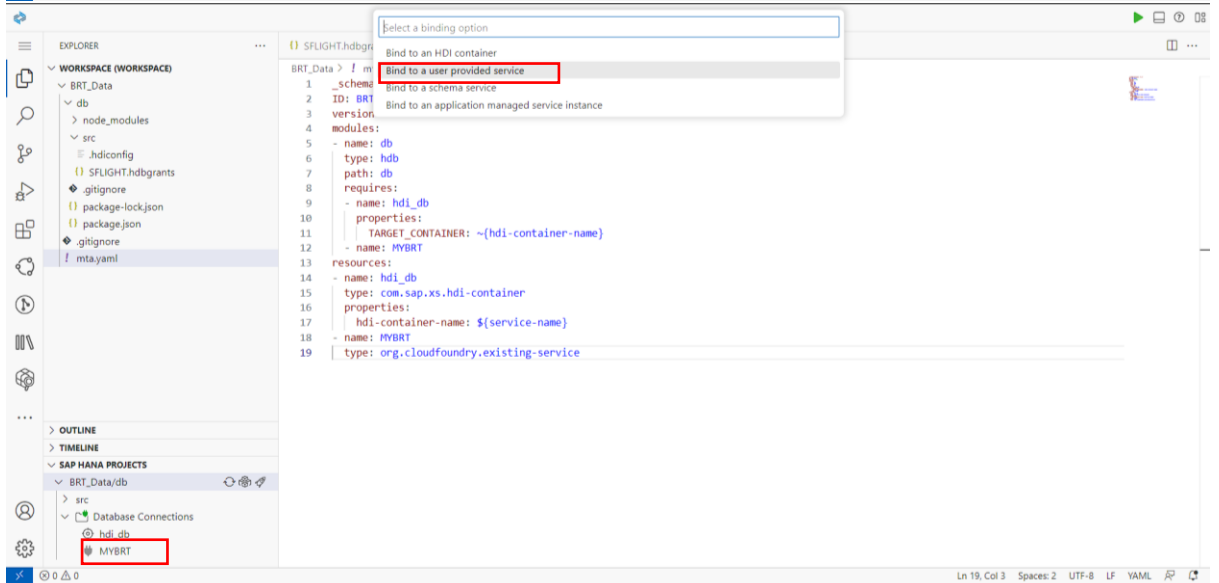 Select a binding option
Bind to an HDI container
Bind to a user provided service
Bind to a schema service
Bind to an application managed service instance
EXPLORER
WORKSPACE (WORKSPACE)
BRT_Data
db
node_modules
src
.hdiconfig
SFLIGHT.hdbgrants
.gitignore
package-lock.json
package.json
.gitignore
mta.yaml
OUTLINE
TIMELINE
SAP HANA PROJECTS
BRT_Data/db
src
Database Connections
hdi_db
MYBRT
SFLIGHT.hdbgra
BRT_Data > ! m
1 _schema
2 ID: BRT
3 version
4 modules:
5 - name: db
6 type: hdb
7 path: db
8 requires:
9 - name: hdi_db
10 properties:
11 TARGET_CONTAINER: ~{hdi-container-name}
12 - name: MYBRT
13 resources:
14 - name: hdi_db
15 type: com.sap.xs.hdi-container
16 properties:
17 hdi-container-name: ${service-name}
18 - name: MYBRT
19 type: org.cloudfoundry.existing-service
0 0
Ln 19, Col 3 Spaces: 2 UTF-8 LF YAML